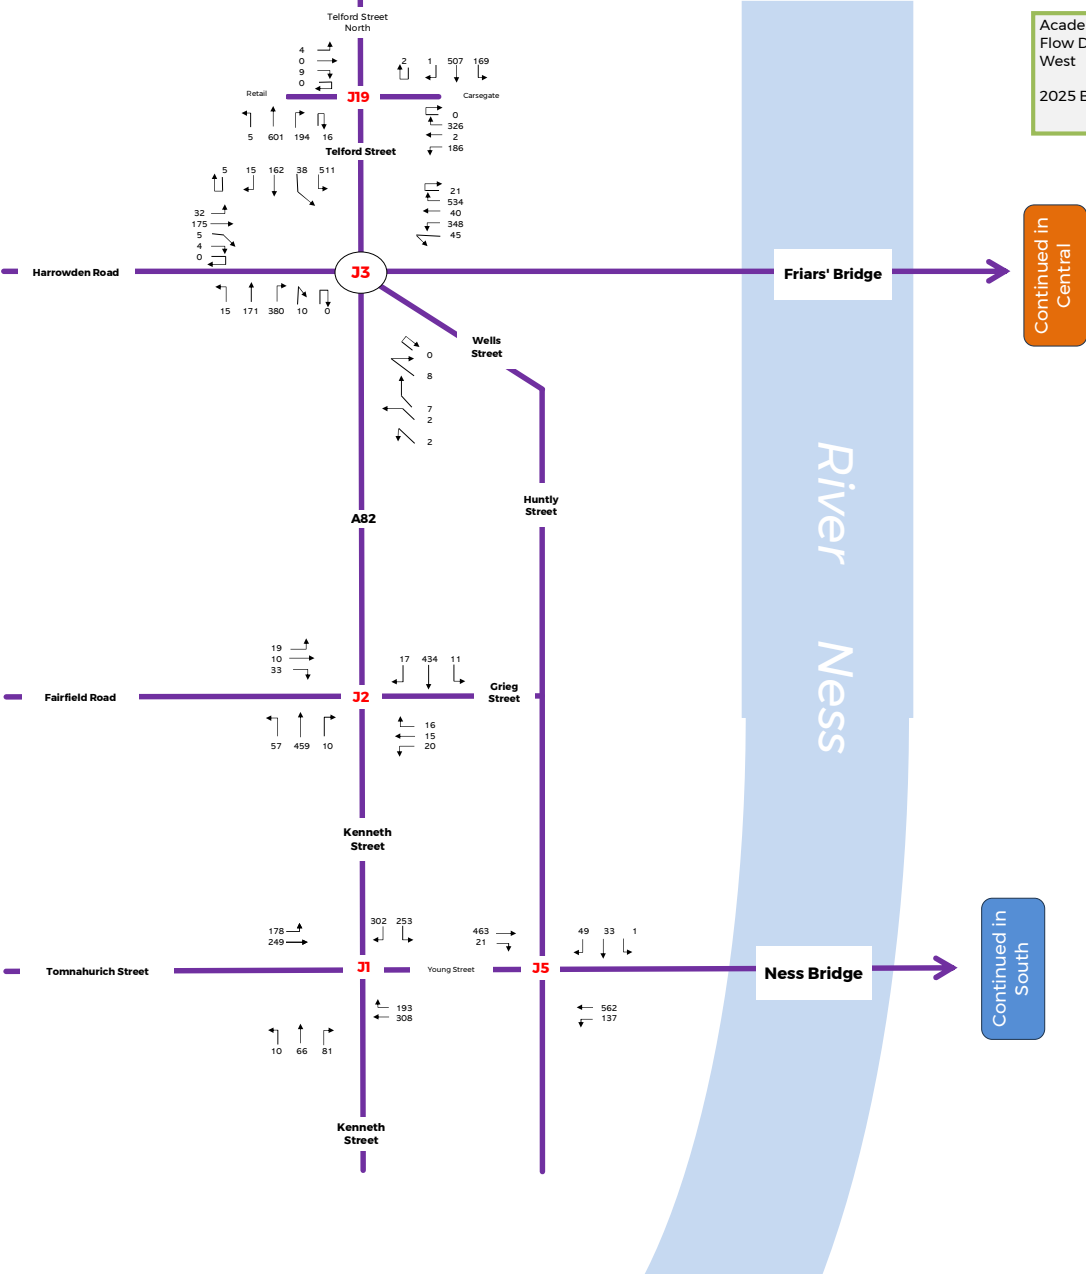 Telford Street
North
Acade
Flow D
West
2025 B
4
0
9
0
2 1 507 169
Retail
J19
Carsegate
5 601 194 16
0
326
2
186
Telford Street
5 15 162 38 511
32
175
5
4
0
21
534
40
348
45
Harrowden Road
J3
Friars' Bridge
Continued in
Central
15 171 380 10 0
Wells
Street
0
8
7
2
2
River Ness
Huntly
Street
A82
19
10
33
17 434 11
Fairfield Road
J2
Grieg
Street
57 459 10
16
15
20
Kenneth
Street
178
249
302 253
463
21
49 33 1
Tomnahurich Street
J1
Young Street
J5
Ness Bridge
Continued in
South
193
308
562
137
10 66 81
Kenneth
Street